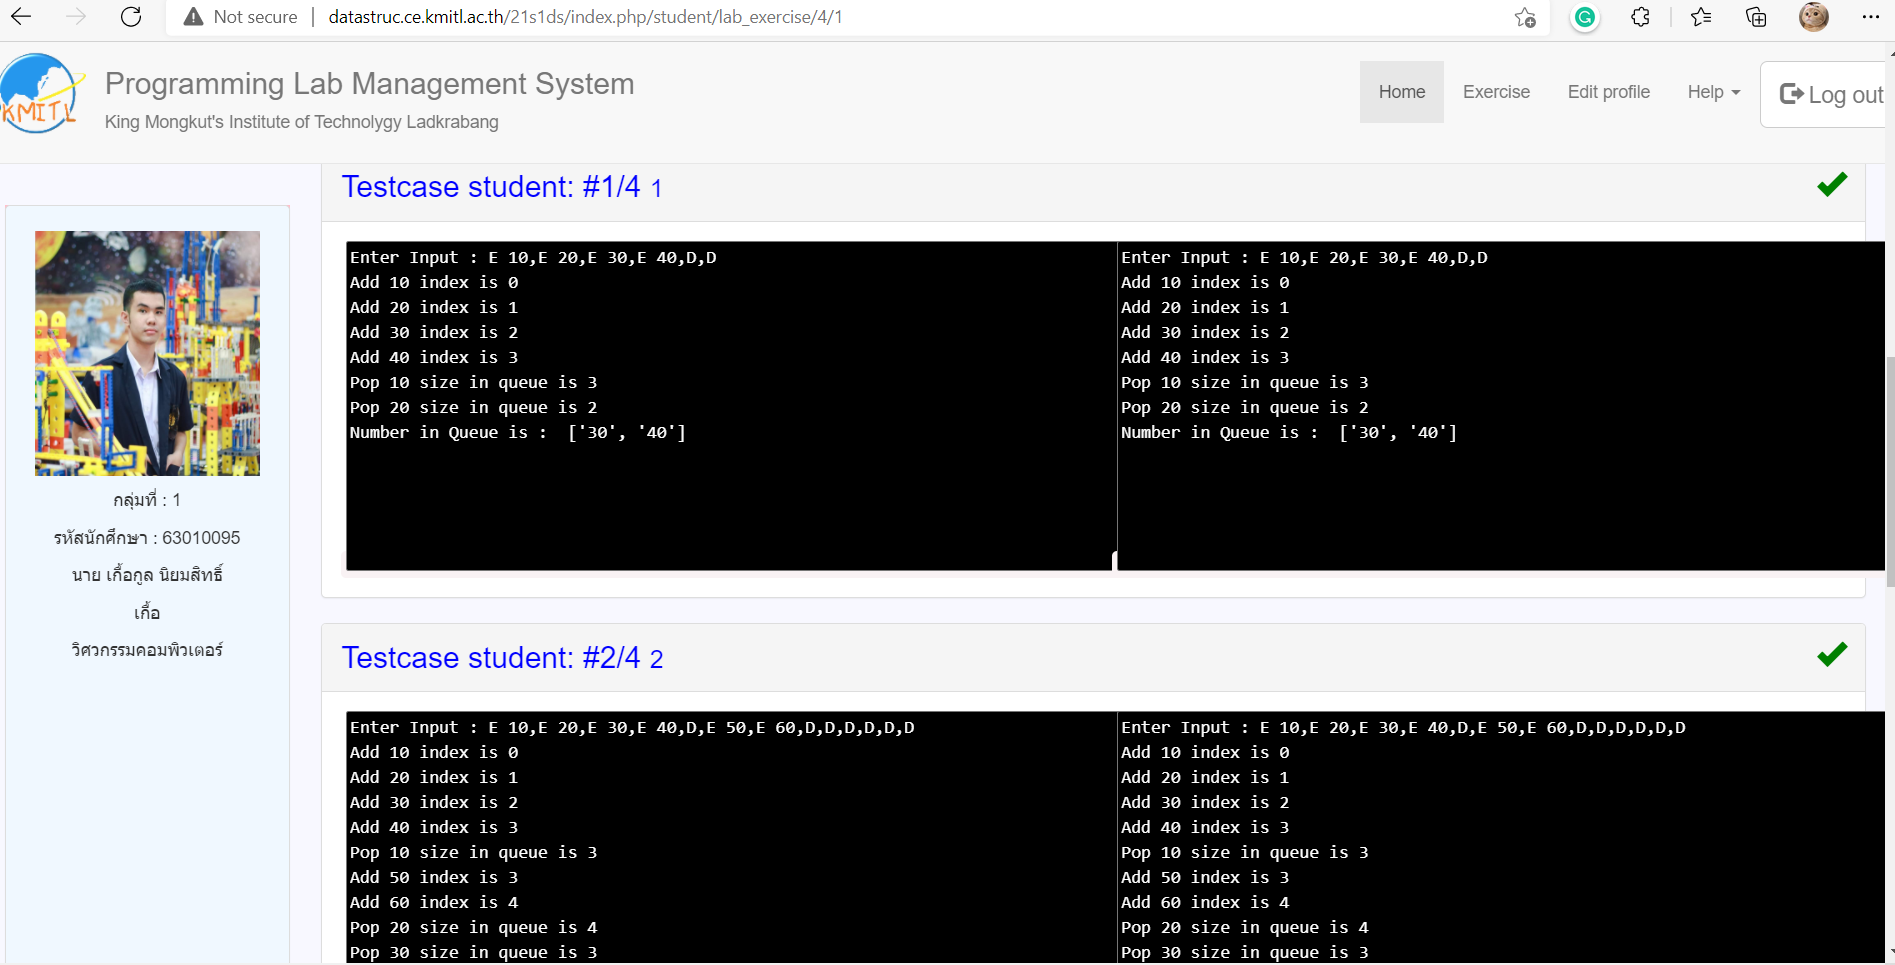 Not secure | datastruc.ce.kmitl.ac.th/21s1ds/index.php/student/lab_exercise/4/1
KMITL
Programming Lab Management System
King Mongkut's Institute of Technolygy Ladkrabang
Home Exercise Edit profile Help Log out
กลุ่มที่ : 1
รหัสนักศึกษา : 63010095
นาย เกื้อกูล นิยมสิทธิ์
เกื้อ
วิศวกรรมคอมพิวเตอร์
Testcase student: #1/4 1
Enter Input : E 10,E 20,E 30,E 40,D,D
Add 10 index is 0
Add 20 index is 1
Add 30 index is 2
Add 40 index is 3
Pop 10 size in queue is 3
Pop 20 size in queue is 2
Number in Queue is :  ['30', '40']
Enter Input : E 10,E 20,E 30,E 40,D,D
Add 10 index is 0
Add 20 index is 1
Add 30 index is 2
Add 40 index is 3
Pop 10 size in queue is 3
Pop 20 size in queue is 2
Number in Queue is :  ['30', '40']
Testcase student: #2/4 2
Enter Input : E 10,E 20,E 30,E 40,D,E 50,E 60,D,D,D,D,D,D
Add 10 index is 0
Add 20 index is 1
Add 30 index is 2
Add 40 index is 3
Pop 10 size in queue is 3
Add 50 index is 3
Add 60 index is 4
Pop 20 size in queue is 4
Pop 30 size in queue is 3
Enter Input : E 10,E 20,E 30,E 40,D,E 50,E 60,D,D,D,D,D,D
Add 10 index is 0
Add 20 index is 1
Add 30 index is 2
Add 40 index is 3
Pop 10 size in queue is 3
Add 50 index is 3
Add 60 index is 4
Pop 20 size in queue is 4
Pop 30 size in queue is 3